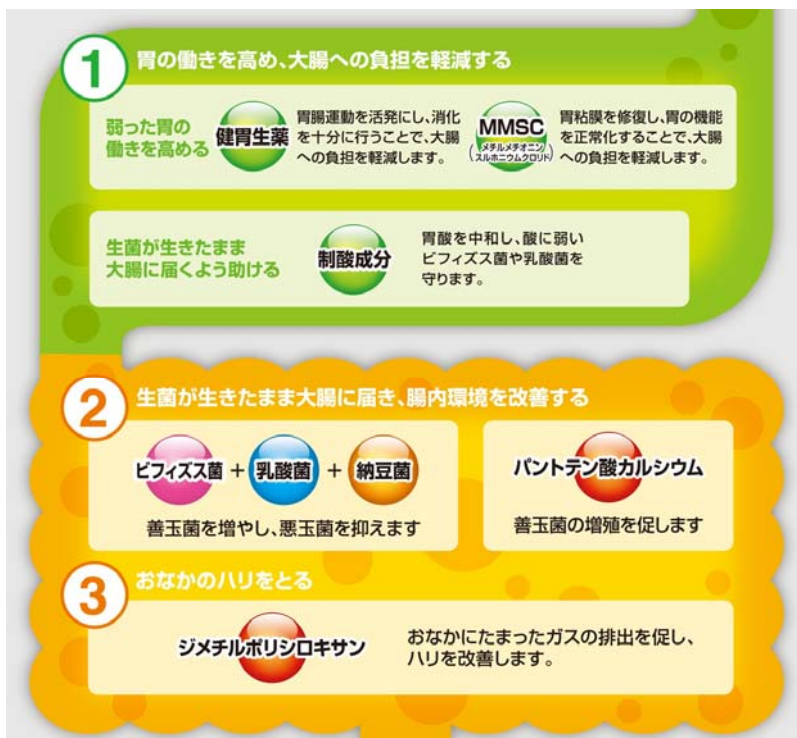 1
胃の働きを高め、大腸への負担を軽減する
弱った胃の
働きを高める
健胃生薬
胃腸運動を活発にし、消化
を十分に行うことで、大腸
への負担を軽減します。
MMSC
(メチルメチオニン
スルホニウムクロリド)
胃粘膜を修復し、胃の機能
を正常化することで、大腸
への負担を軽減します。
生菌が生きたまま
大腸に届くよう助ける
制酸成分
胃酸を中和し、酸に弱い
ビフィズス菌や乳酸菌を
守ります。
2
生菌が生きたまま大腸に届き、腸内環境を改善する
ビフィズス菌 + 乳酸菌 + 納豆菌
善玉菌を増やし、悪玉菌を抑えます
パントテン酸カルシウム
善玉菌の増殖を促します
3
おなかのハリをとる
ジメチルポリシロキサン
おなかにたまったガスの排出を促し、
ハリを改善します。